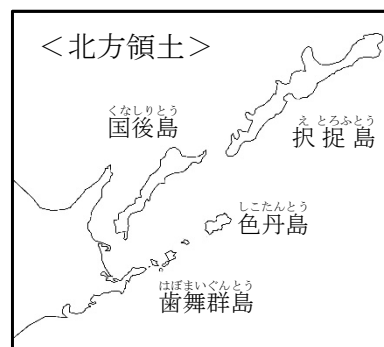 ＜北方領土＞
くなしりとう
国後島
えとろふとう
択捉島
しこたんとう
色丹島
はぼまいぐんとう
歯舞群島